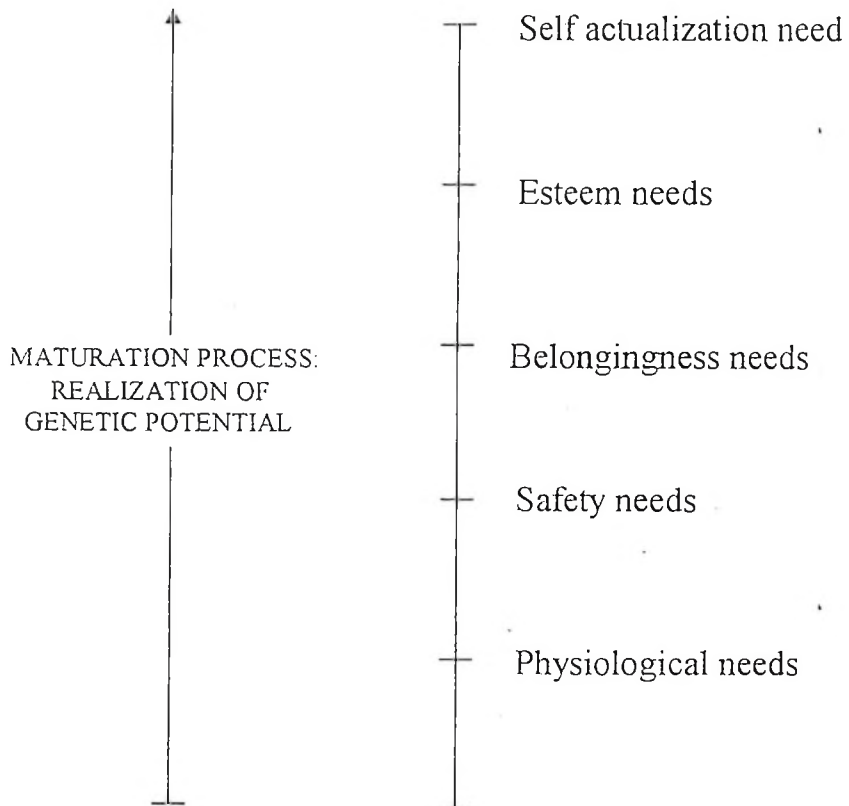 Self actualization need
Esteem needs
MATURATION PROCESS:
REALIZATION OF
GENETIC POTENTIAL
Belongingness needs
Safety needs
Physiological needs